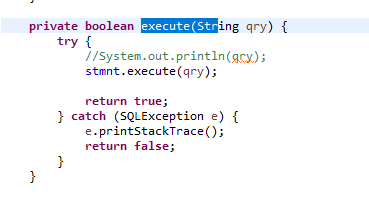 private boolean execute(String qry) {
try {
//System.out.println(qry);
stmnt.execute(qry);
return true;
} catch (SQLException e) {
e.printStackTrace();
return false;
}
}